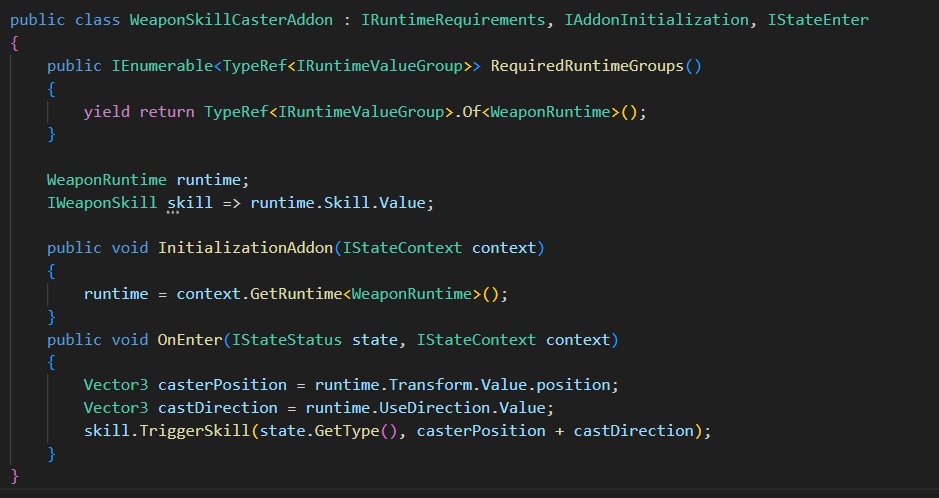 public class WeaponSkillCasterAddon : IRuntimeRequirements, IAddonInitialization, IStateEnter
{
    public IEnumerable<TypeRef<IRuntimeValueGroup>> RequiredRuntimeGroups()
    {
        yield return TypeRef<IRuntimeValueGroup>.Of<WeaponRuntime>();
    }

    WeaponRuntime runtime;
    IWeaponSkill skill => runtime.Skill.Value;

    public void InitializationAddon(IStateContext context)
    {
        runtime = context.GetRuntime<WeaponRuntime>();
    }
    public void OnEnter(IStateStatus state, IStateContext context)
    {
        Vector3 casterPosition = runtime.Transform.Value.position;
        Vector3 castDirection = runtime.UseDirection.Value;
        skill.TriggerSkill(state.GetType(), casterPosition + castDirection);
    }
}